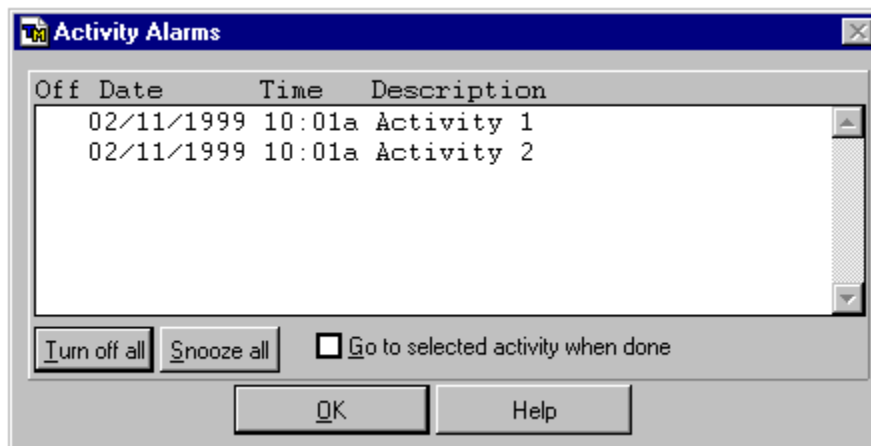 Activity Alarms
Off Date Time Description
02/11/1999 10:01a Activity 1
02/11/1999 10:01a Activity 2
Turn off all Snooze all Go to selected activity when done
OK Help